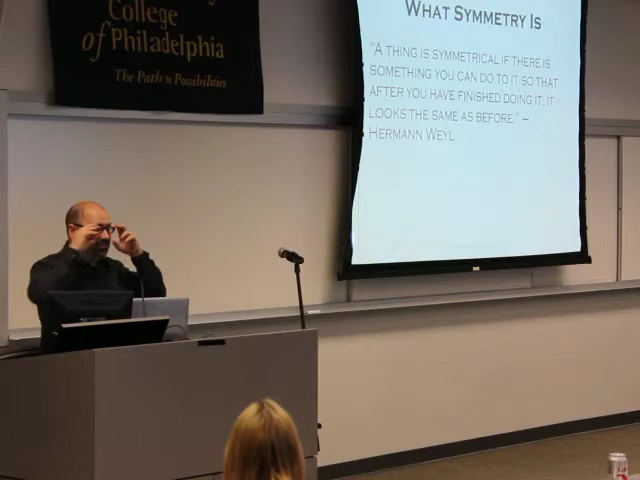 College
of Philadelphia
The Path to Possibilities
WHAT SYMMETRY IS
"A THING IS SYMMETRICAL IF THERE IS
SOMETHING YOU CAN DO TO IT SO THAT
AFTER YOU HAVE FINISHED DOING IT, IT
LOOKS THE SAME AS BEFORE." –
HERMANN WEYL